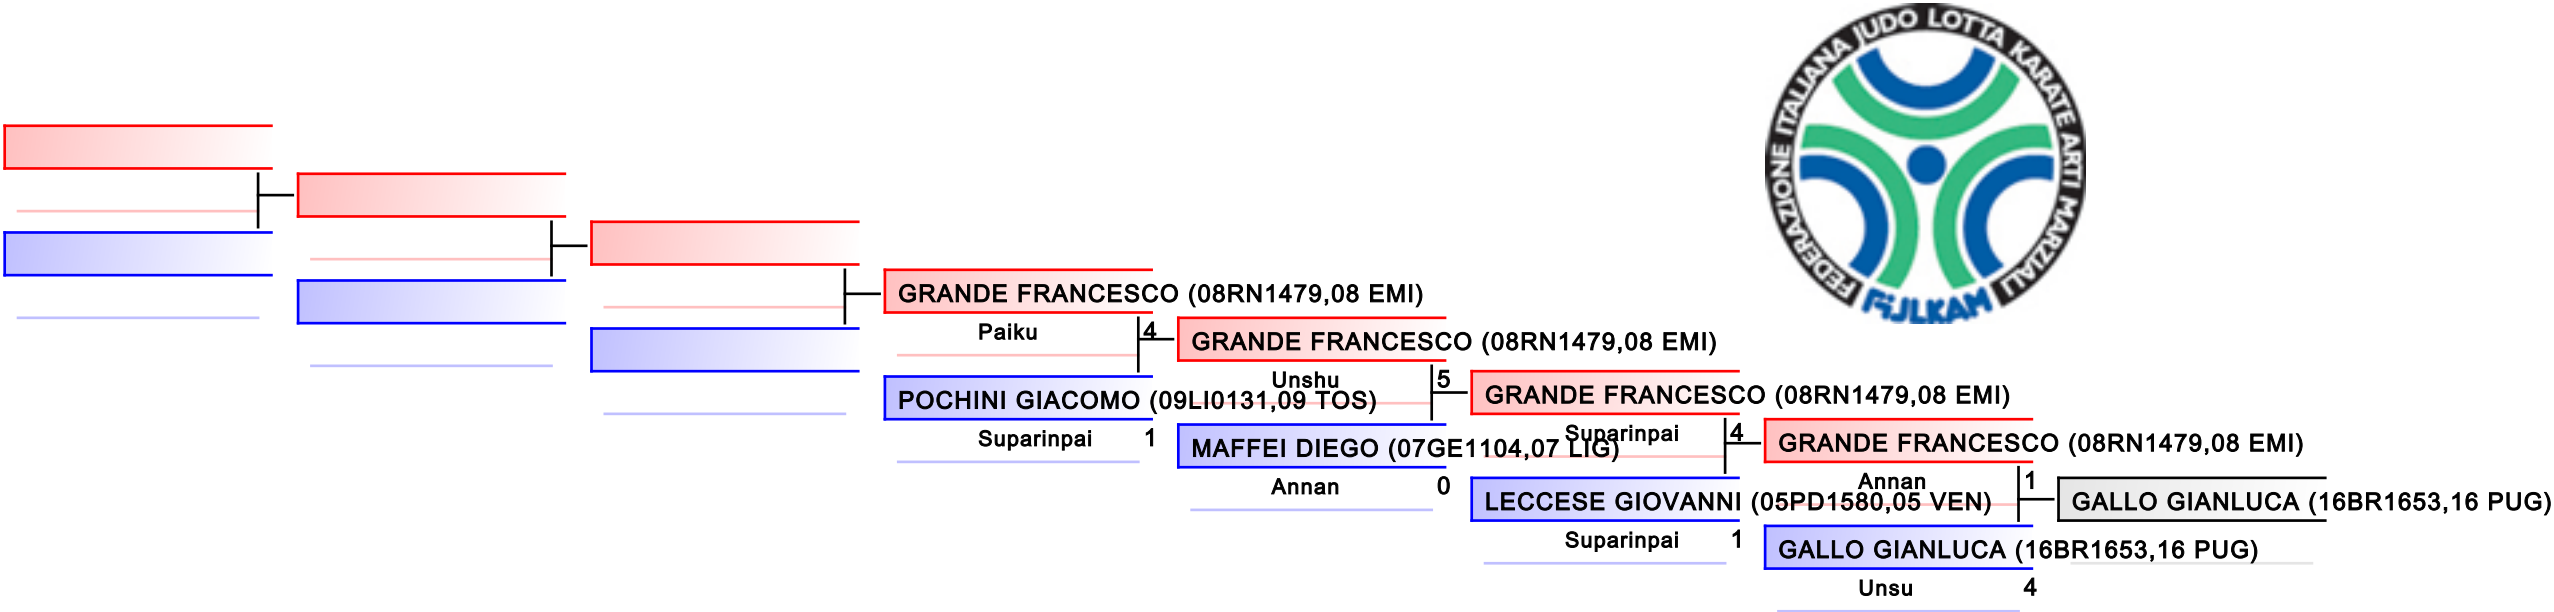 FEDERAZIONE ITALIANA JUDO LOTTA KARATE ARTI MARZIALI
FIJLKAM
GRANDE FRANCESCO (08RN1479,08 EMI)
Paiku 4
POCHINI GIACOMO (09LI0131,09 TOS)
Suparinpai 1
GRANDE FRANCESCO (08RN1479,08 EMI)
Unshu 5
MAFFEI DIEGO (07GE1104,07 LIG)
Annan 0
GRANDE FRANCESCO (08RN1479,08 EMI)
Suparinpai 4
LECCESE GIOVANNI (05PD1580,05 VEN)
Suparinpai 1
GRANDE FRANCESCO (08RN1479,08 EMI)
Annan 1
GALLO GIANLUCA (16BR1653,16 PUG)
Unsu 4
GALLO GIANLUCA (16BR1653,16 PUG)